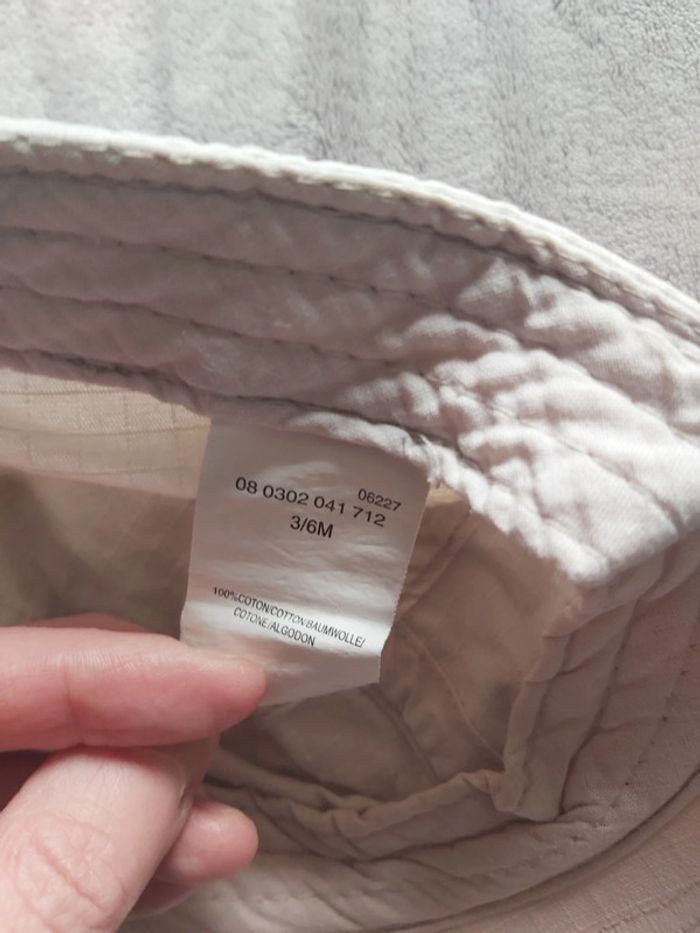 06227
08 0302 041 712
3/6M
100%COTON/COTTON/BAUMWOLLE/
COTONE/ALGODON